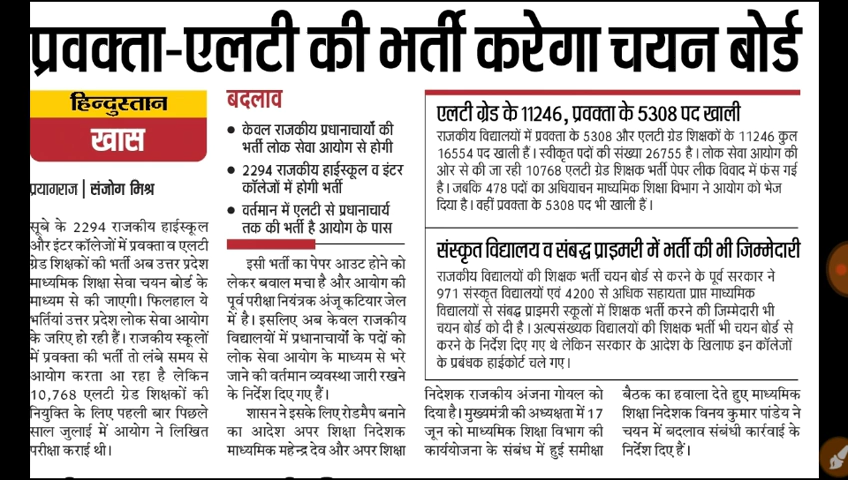 प्रवक्ता-एलटी की भर्ती करेगा चयन बोर्ड
हिन्दुस्तान
खास
प्रयागराज | संजोग मिश्र
सूबे के 2294 राजकीय हाईस्कूल
और इंटर कॉलेजों में प्रवक्ता व एलटी
ग्रेड शिक्षकों की भर्ती अब उत्तर प्रदेश
माध्यमिक शिक्षा सेवा चयन बोर्ड के
माध्यम से की जाएगी। फिलहाल ये
भर्तियां उत्तर प्रदेश लोक सेवा आयोग
के जरिए हो रही हैं। राजकीय स्कूलों
में प्रवक्ता की भर्ती तो लंबे समय से
आयोग करता आ रहा है लेकिन
10,768 एलटी ग्रेड शिक्षकों की
नियुक्ति के लिए पहली बार पिछले
साल जुलाई में आयोग ने लिखित
परीक्षा कराई थी।
बदलाव
• केवल राजकीय प्रधानाचार्यों की
भर्ती लोक सेवा आयोग से होगी
• 2294 राजकीय हाईस्कूल व इंटर
कॉलेजों में होगी भर्ती
• वर्तमान में एलटी से प्रधानाचार्य
तक की भर्ती है आयोग के पास
इसी भर्ती का पेपर आउट होने को
लेकर बवाल मचा है और आयोग की
पूर्व परीक्षा नियंत्रक अंजू कटियार जेल
में है। इसलिए अब केवल राजकीय
विद्यालयों में प्रधानाचार्यों के पदों को
लोक सेवा आयोग के माध्यम से भरे
जाने की वर्तमान व्यवस्था जारी रखने
के निर्देश दिए गए हैं।
शासन ने इसके लिए रोडमैप बनाने
का आदेश अपर शिक्षा निदेशक
माध्यमिक महेन्द्र देव और अपर शिक्षा
एलटी ग्रेड के 11246, प्रवक्ता के 5308 पद खाली
राजकीय विद्यालयों में प्रवक्ता के 5308 और एलटी ग्रेड शिक्षकों के 11246 कुल
16554 पद खाली हैं। स्वीकृत पदों की संख्या 26755 है। लोक सेवा आयोग की
ओर से की जा रही 10768 एलटी ग्रेड शिक्षक भर्ती पेपर लीक विवाद में फंस गई
है। जबकि 478 पदों का अधियाचन माध्यमिक शिक्षा विभाग ने आयोग को भेज
दिया है। वहीं प्रवक्ता के 5308 पद भी खाली हैं।
संस्कृत विद्यालय व संबद्ध प्राइमरी में भर्ती की भी जिम्मेदारी
राजकीय विद्यालयों की शिक्षक भर्ती चयन बोर्ड से करने के पूर्व सरकार ने
971 संस्कृत विद्यालयों एवं 4200 से अधिक सहायता प्राप्त माध्यमिक
विद्यालयों से संबद्ध प्राइमरी स्कूलों में शिक्षक भर्ती करने की जिम्मेदारी भी
चयन बोर्ड को दी है। अल्पसंख्यक विद्यालयों की शिक्षक भर्ती भी चयन बोर्ड से
करने के निर्देश दिए गए थे लेकिन सरकार के आदेश के खिलाफ इन कॉलेजों
के प्रबंधक हाईकोर्ट चले गए।
निदेशक राजकीय अंजना गोयल को
दिया है। मुख्यमंत्री की अध्यक्षता में 17
जून को माध्यमिक शिक्षा विभाग की
कार्ययोजना के संबंध में हुई समीक्षा
बैठक का हवाला देते हुए माध्यमिक
शिक्षा निदेशक विनय कुमार पांडेय ने
चयन में बदलाव संबंधी कार्रवाई के
निर्देश दिए हैं।